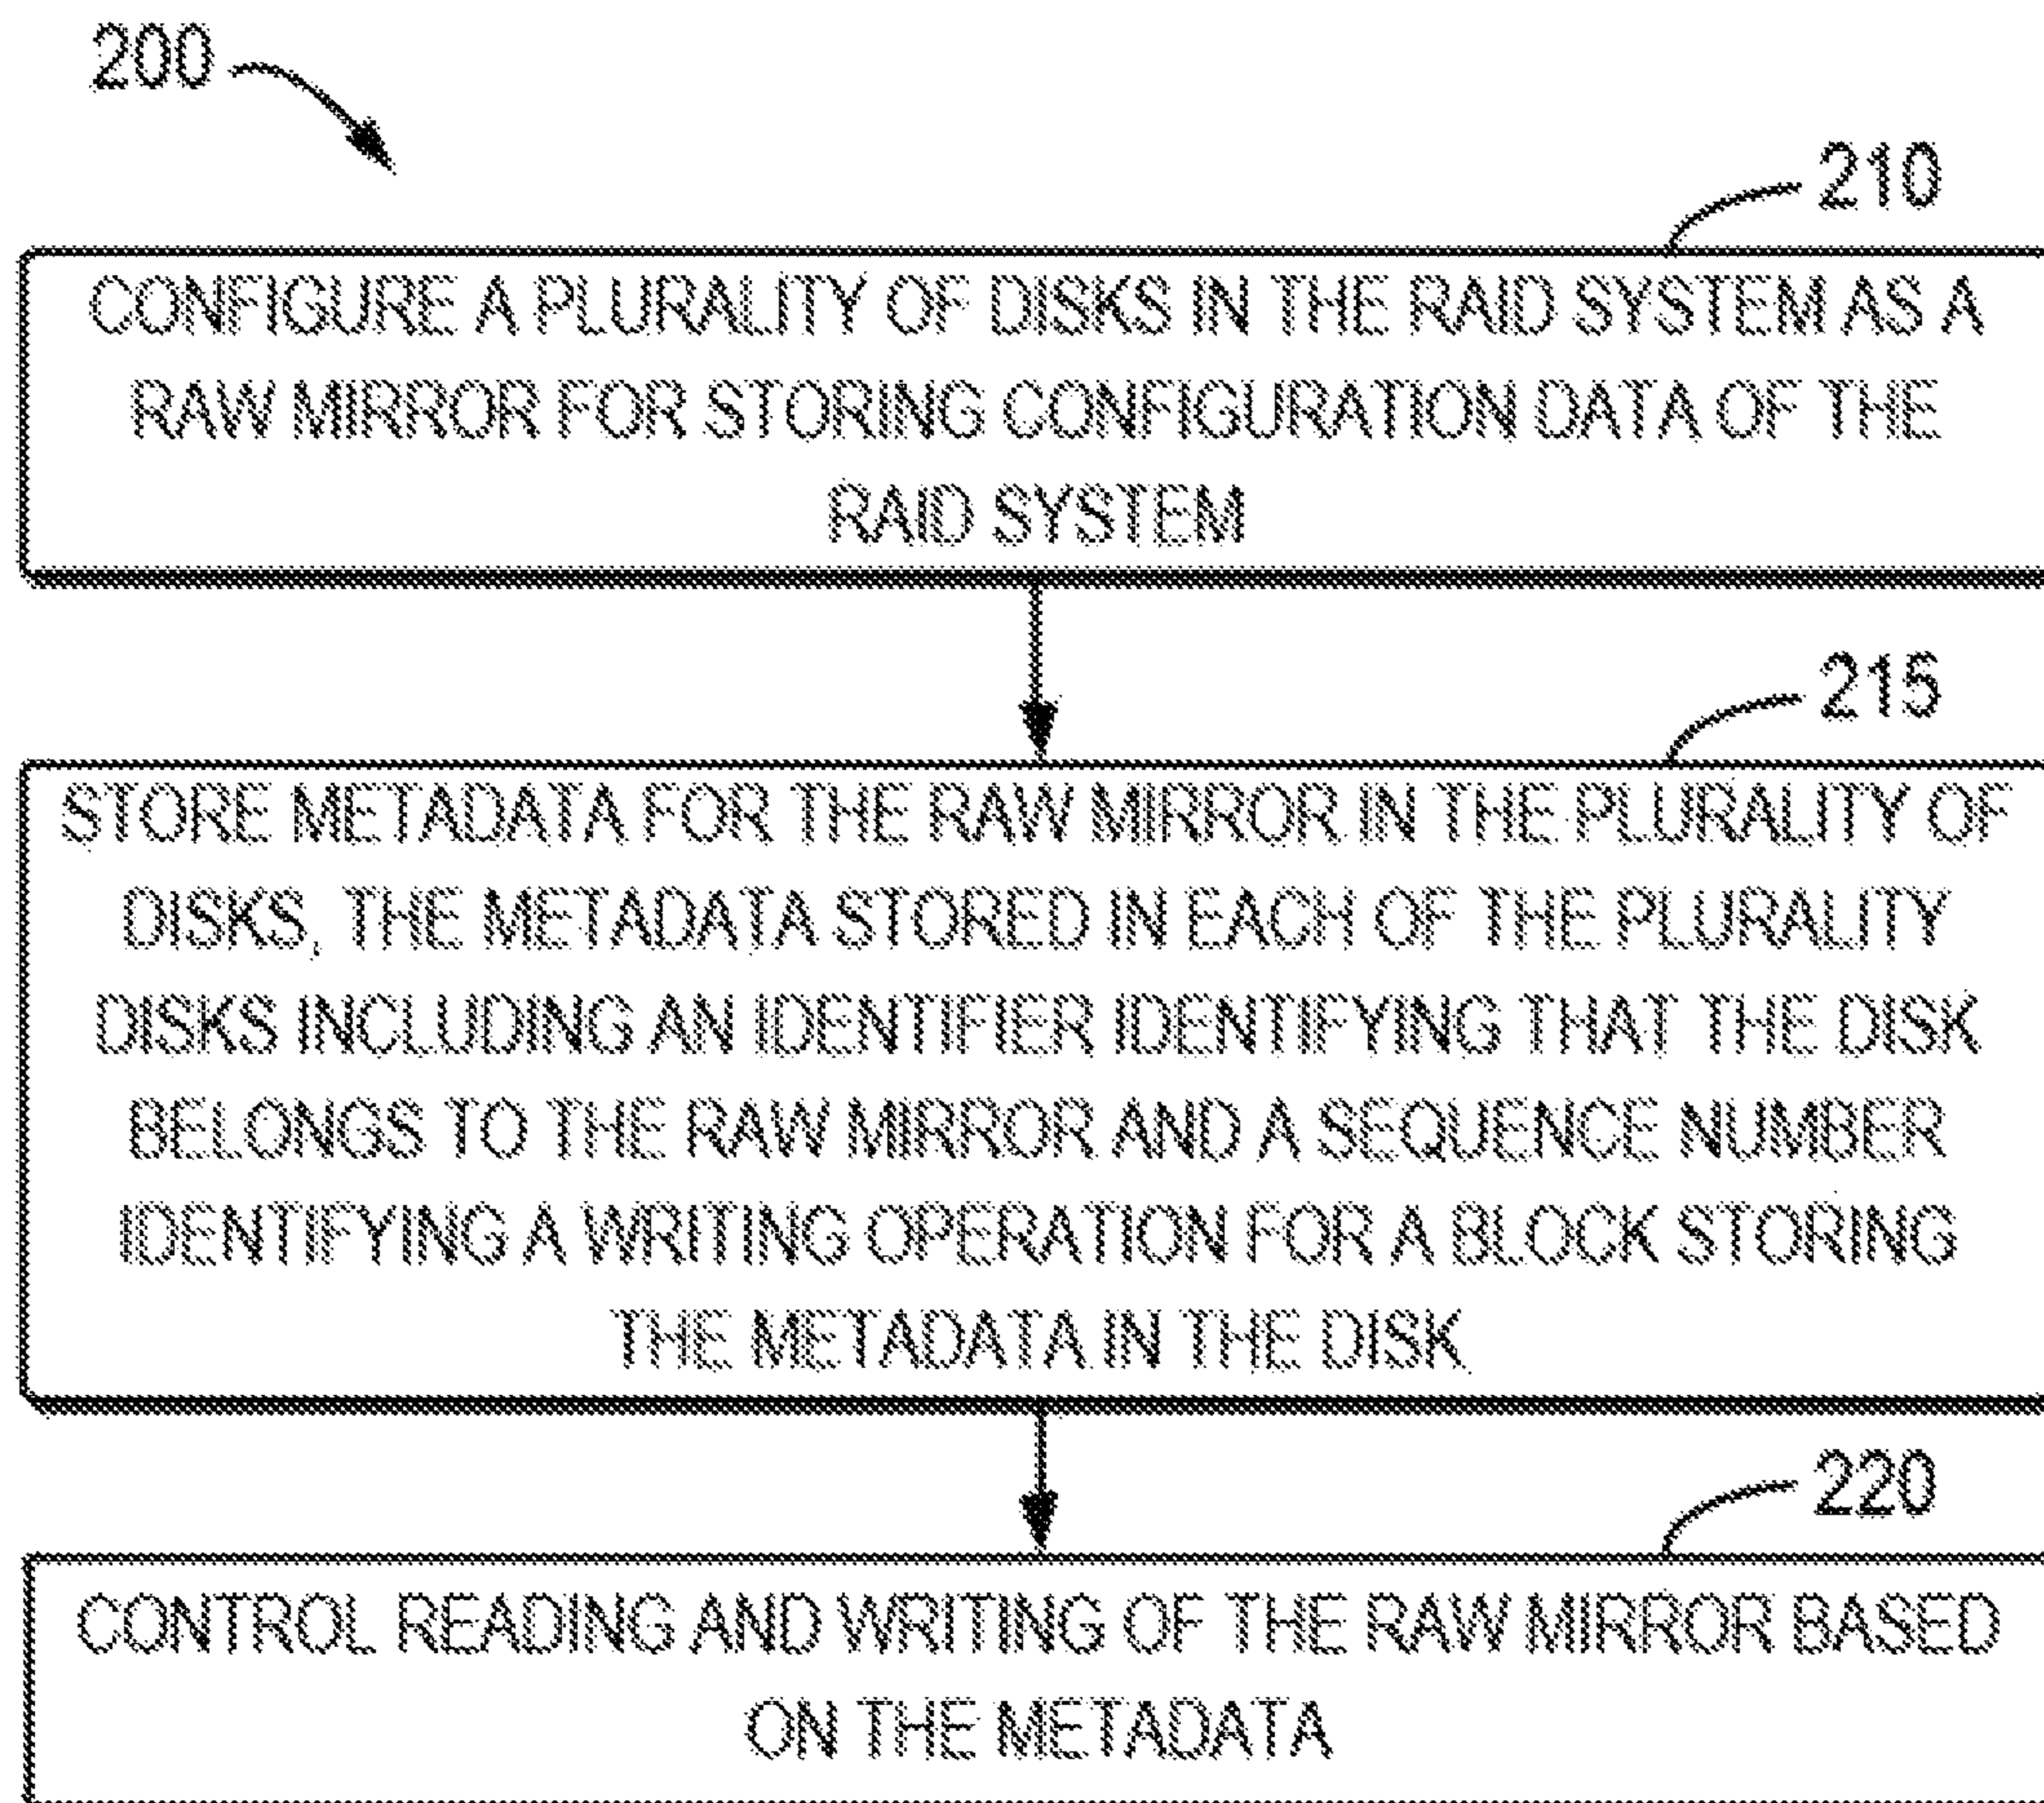 200
210
CONFIGURE A PLURALITY OF DISKS IN THE RAID SYSTEM AS A
RAW MIRROR FOR STORING CONFIGURATION DATA OF THE
RAID SYSTEM
215
STORE METADATA FOR THE RAW MIRROR IN THE PLURALITY OF
DISKS, THE METADATA STORED IN EACH OF THE PLURALITY
DISKS INCLUDING AN IDENTIFIER IDENTIFYING THAT THE DISK
BELONGS TO THE RAW MIRROR AND A SEQUENCE NUMBER
IDENTIFYING A WRITING OPERATION FOR A BLOCK STORING
THE METADATA IN THE DISK
220
CONTROL READING AND WRITING OF THE RAW MIRROR BASED
ON THE METADATA